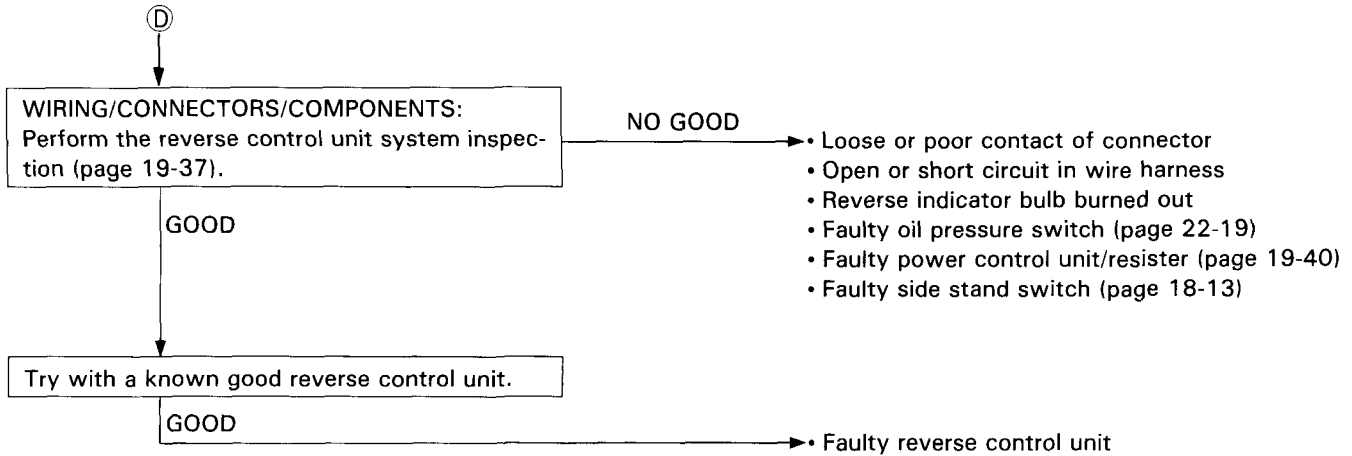 D
WIRING/CONNECTORS/COMPONENTS:
Perform the reverse control unit system inspec-
tion (page 19-37).
NO GOOD
• Loose or poor contact of connector
• Open or short circuit in wire harness
• Reverse indicator bulb burned out
• Faulty oil pressure switch (page 22-19)
• Faulty power control unit/resister (page 19-40)
• Faulty side stand switch (page 18-13)
GOOD
Try with a known good reverse control unit.
GOOD
• Faulty reverse control unit